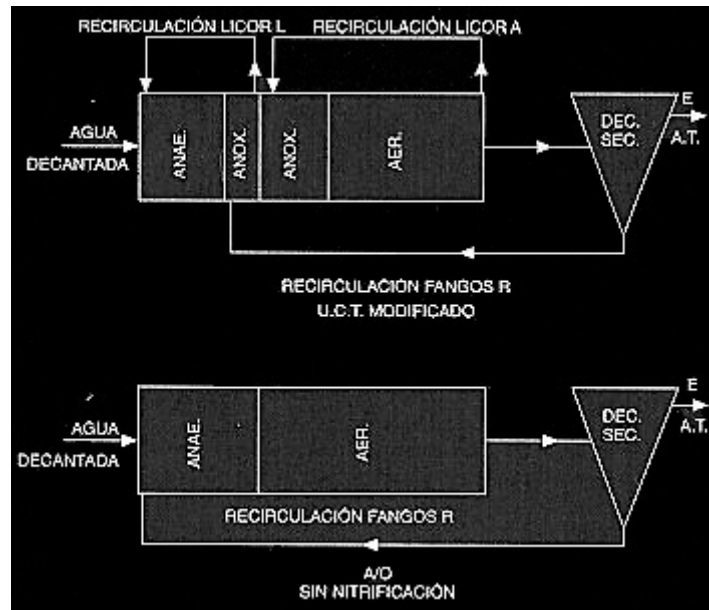 RECIRCULACIÓN LICOR L
RECIRCULACIÓN LICOR A
AGUA
DECANTADA
ANAE.
ANOX.
ANOX.
AER.
DEC.
SEC.
E
A.T.
RECIRCULACIÓN FANGOS R
U.C.T. MODIFICADO
AGUA
DECANTADA
ANAE.
AER.
DEC.
SEC.
E
A.T.
RECIRCULACIÓN FANGOS R
A/O
SIN NITRIFICACIÓN